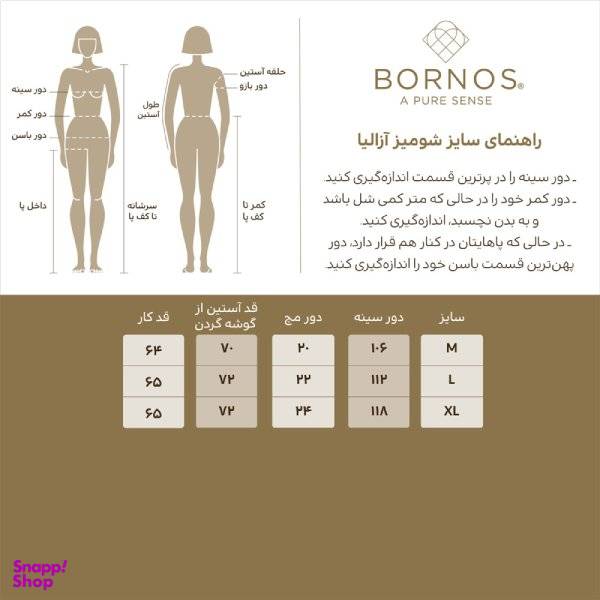 BORNOS®
A PURE SENSE
راهنمای سایز شومیز آزالیا
ـ دور سینه را در پرترین قسمت اندازه‌گیری کنید.
ـ دور کمر خود را در حالی که متر کمی شل باشد
و به بدن نچسبد، اندازه‌گیری کنید.
ـ در حالی که پاهایتان در کنار هم قرار دارد، دور
پهن‌ترین قسمت باسن خود را اندازه‌گیری کنید.
دور سینه
دور کمر
دور باسن
داخل پا
سرشانه
تا کف پا
طول
آستین
حلقه آستین
دور بازو
کمر تا
کف پا
سایز دور سینه دور مچ قد آستین از گوشه گردن قد کار
M ۱۰۶ ۲۰ ۷۰ ۶۴
L ۱۱۲ ۲۲ ۷۲ ۶۵
XL ۱۱۸ ۲۴ ۷۲ ۶۵
Snapp!
Shop